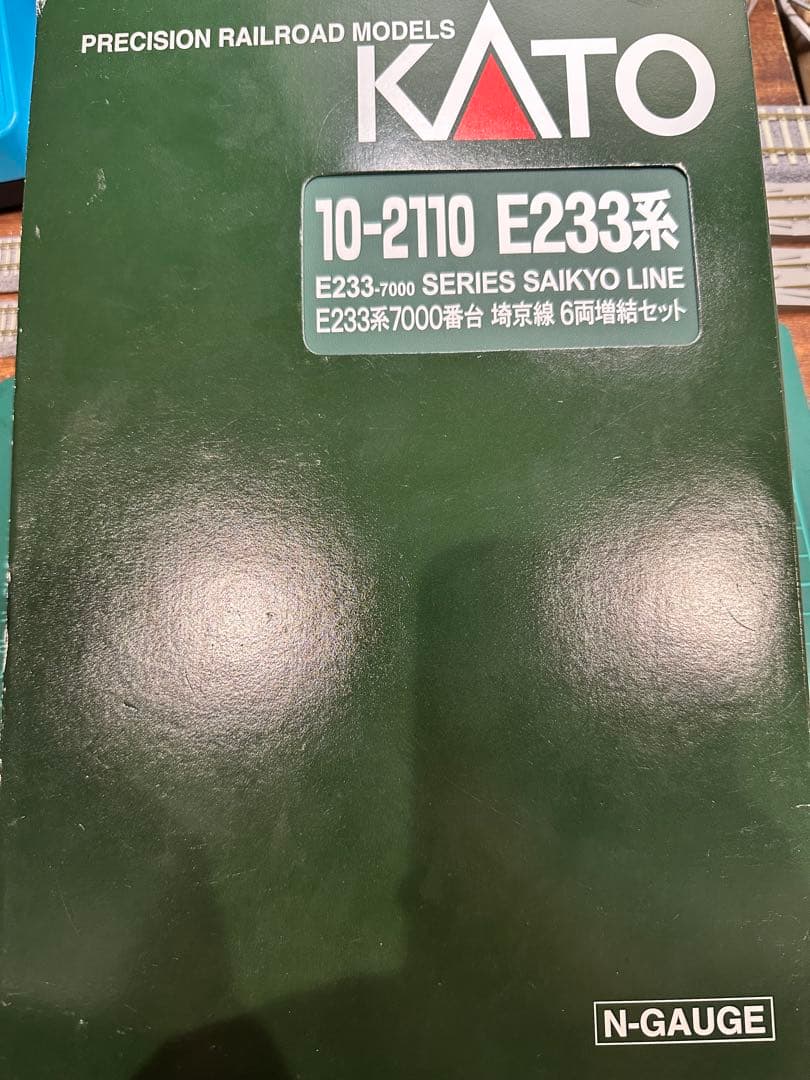 PRECISION RAILROAD MODELS
KATO
10-2110 E233系
E233-7000 SERIES SAIKYO LINE
E233系7000番台 埼京線 6両増結セット
N-GAUGE